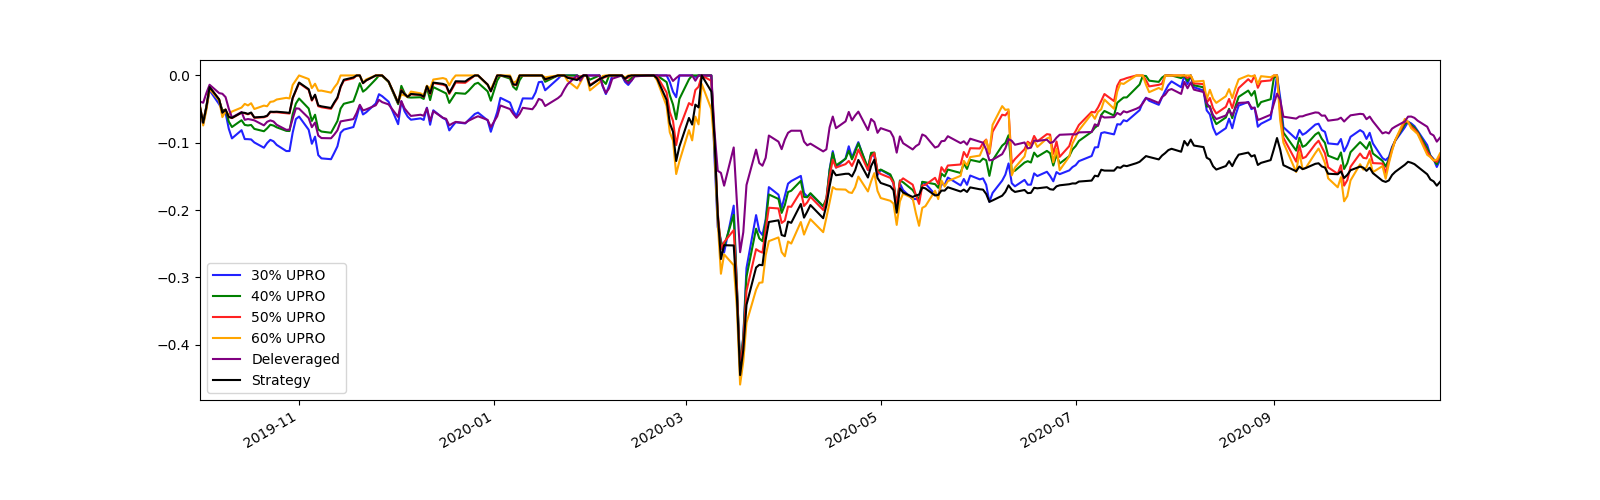 0.0
−0.1
−0.2
−0.3
−0.4
30% UPRO
40% UPRO
50% UPRO
60% UPRO
Deleveraged
Strategy
2019-11
2020-01
2020-03
2020-05
2020-07
2020-09